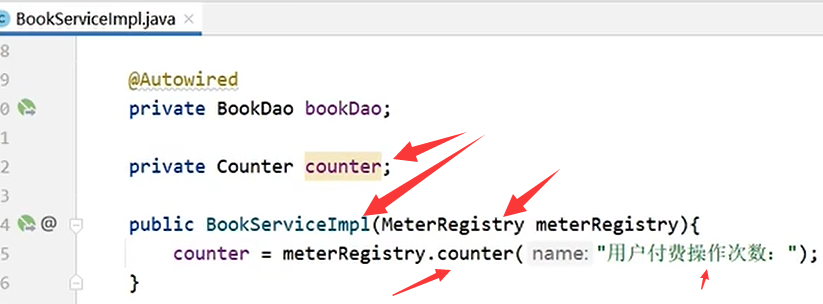 BookServiceImpl.java
8
9 @Autowired
0 private BookDao bookDao;
1
2 private Counter counter;
3
4 @ public BookServiceImpl(MeterRegistry meterRegistry){
5 counter = meterRegistry.counter( name: "用户付费操作次数：");
6 }